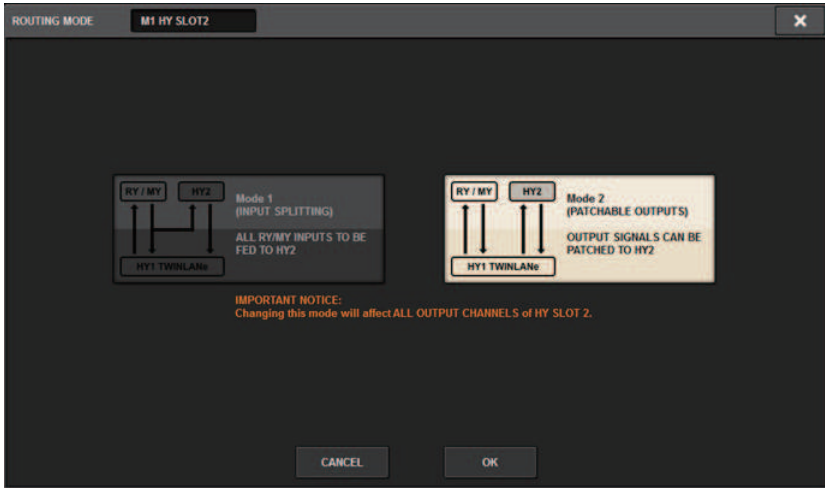 ROUTING MODE
M1 HY SLOT2
RY / MY
HY2
HY1 TWINLANe
Mode 1
(INPUT SPLITTING)
ALL RY/MY INPUTS TO BE
FED TO HY2
RY / MY
HY2
HY1 TWINLANe
Mode 2
(PATCHABLE OUTPUTS)
OUTPUT SIGNALS CAN BE
PATCHED TO HY2
IMPORTANT NOTICE:
Changing this mode will affect ALL OUTPUT CHANNELS of HY SLOT 2.
CANCEL
OK